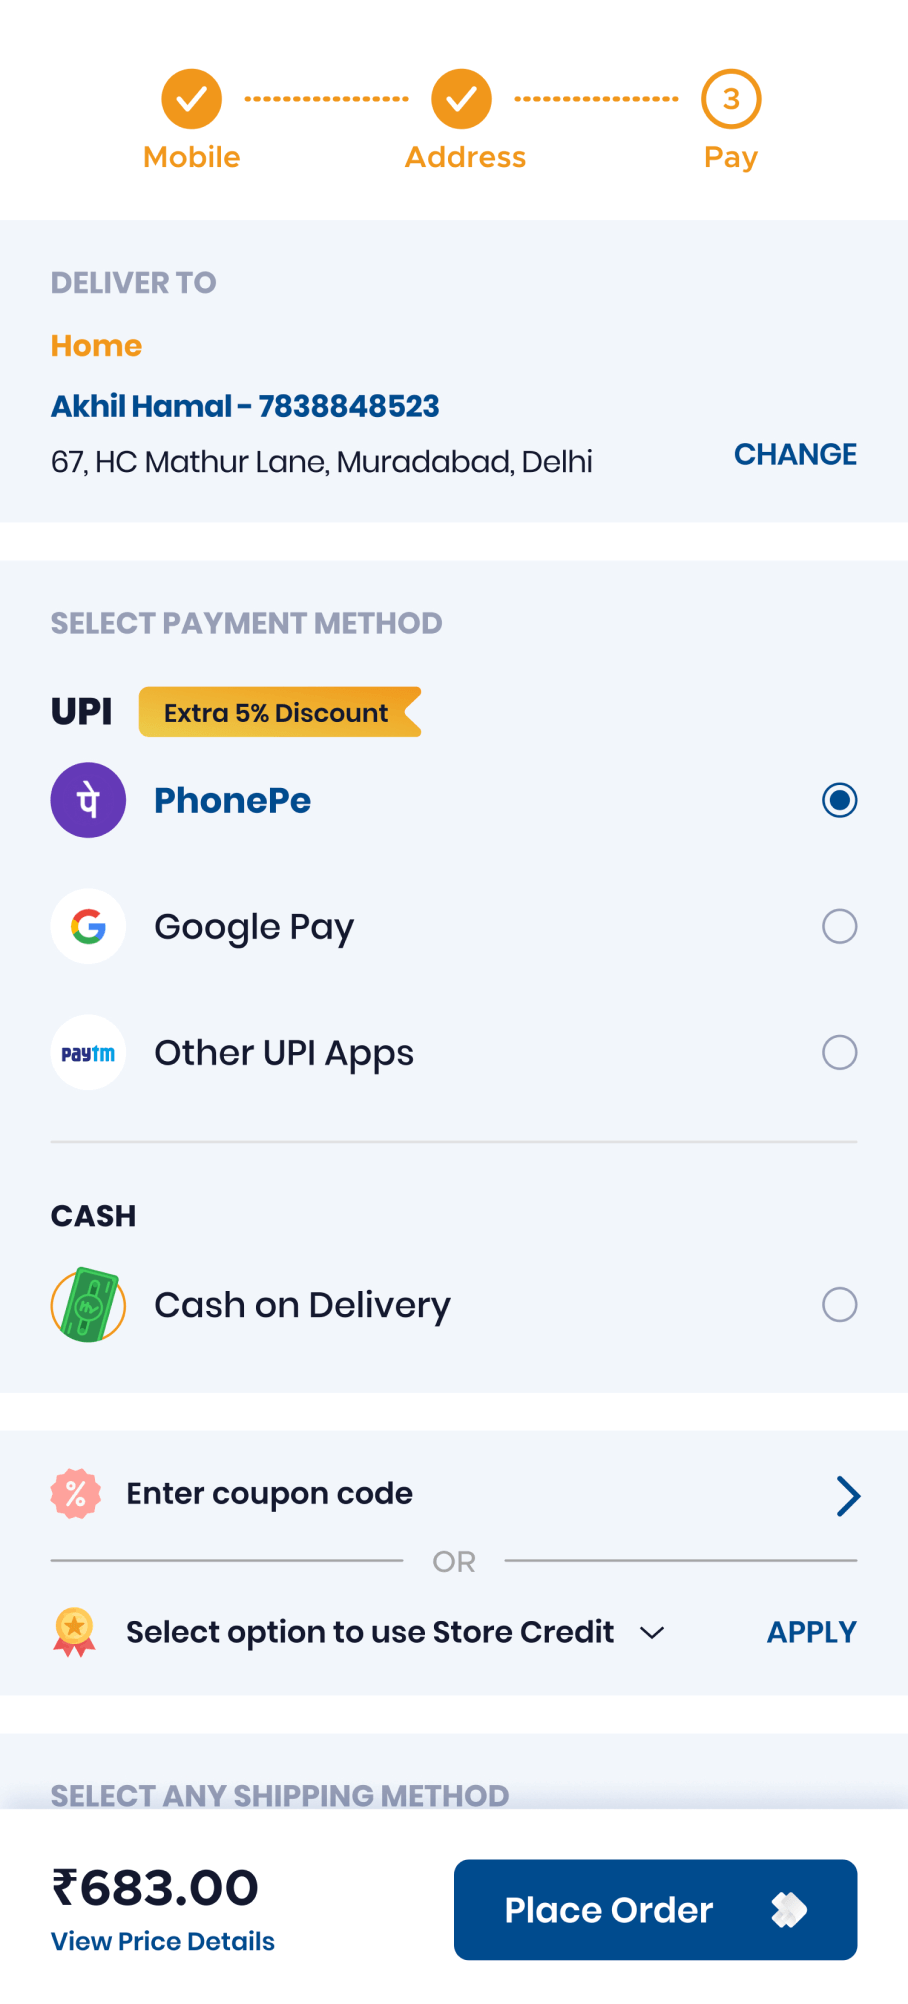 3
Mobile
Address
Pay
DELIVER TO
Home
Akhil Hamal - 7838848523
67, HC Mathur Lane, Muradabad, Delhi
CHANGE
SELECT PAYMENT METHOD
UPI
Extra 5% Discount
पे
PhonePe
G
Google Pay
paytm
Other UPI Apps
CASH
Hv
Cash on Delivery
%
Enter coupon code
OR
Select option to use Store Credit
APPLY
SELECT ANY SHIPPING METHOD
₹683.00
Place Order
View Price Details